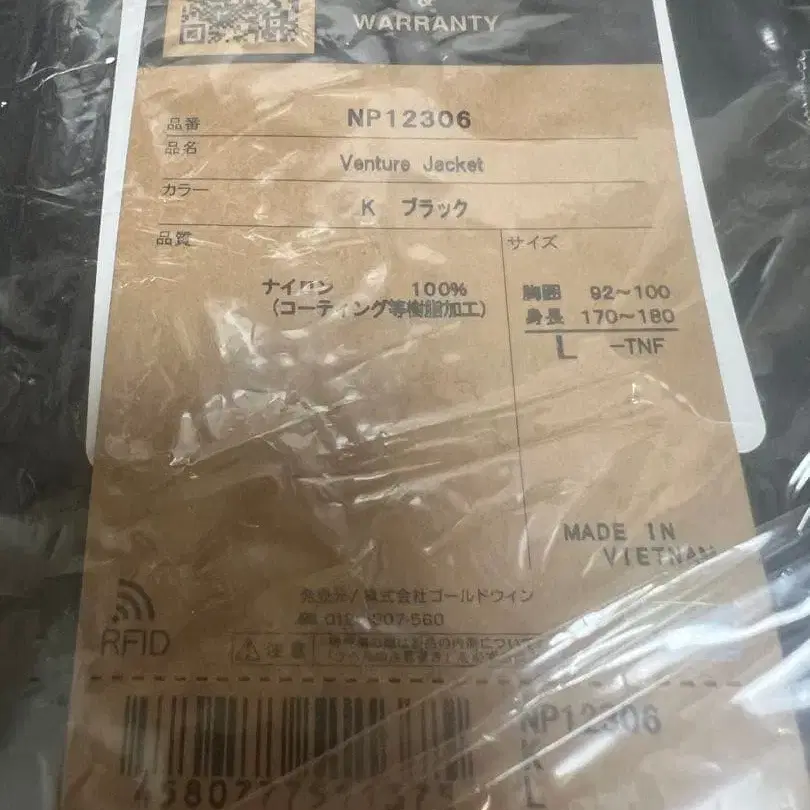 &
WARRANTY
品番 NP12306
品名 Venture Jacket
カラー K ブラック
品質
サイズ
ナイロン 100%
(コーティング等樹脂加工)
胸囲 92~100
身長 170~180
L -TNF
MADE IN
VIETNAM
発売元/株式会社ゴールドウィン
307-560
RFID
注意
NP12306
K
L